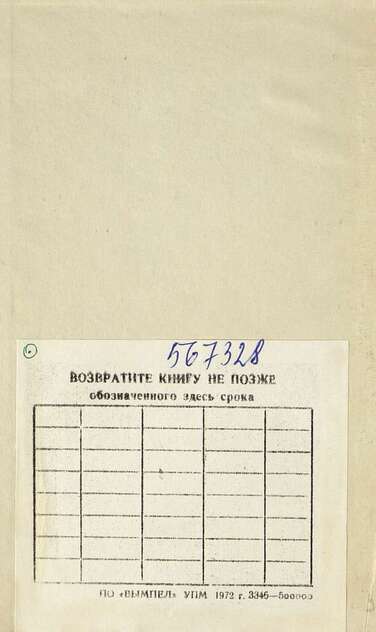 567328
ВОЗВРАТИТЕ КНИГУ НЕ ПОЗЖЕ
обозначенного здесь срока
ПО «ВЫМПЕЛ» УПМ 1972 г. 3346—500000